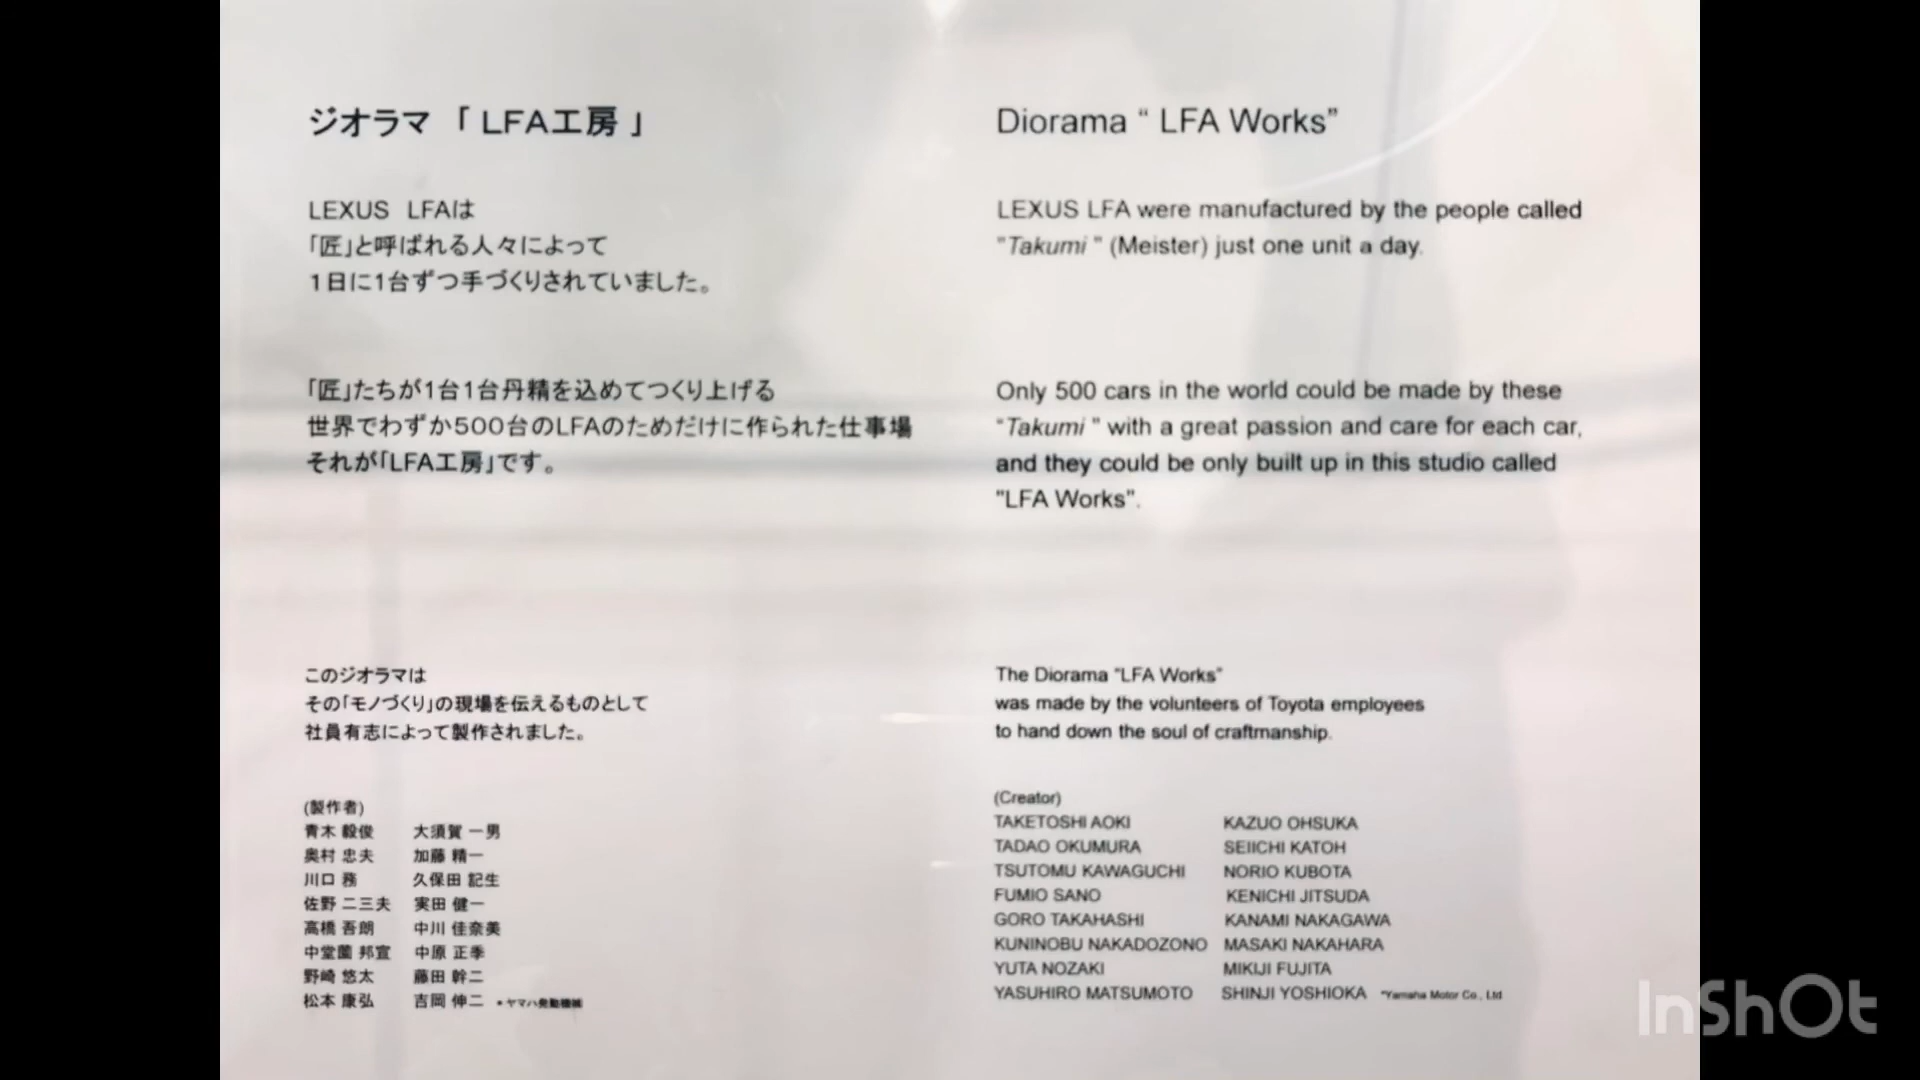 ジオラマ 「 LFA工房 」
LEXUS LFAは
「匠」と呼ばれる人々によって
1日に1台ずつ手づくりされていました。
「匠」たちが1台1台丹精を込めてつくり上げる
世界でわずか500台のLFAのためだけに作られた仕事場
それが「LFA工房」です。
このジオラマは
その「モノづくり」の現場を伝えるものとして
社員有志によって製作されました。
(製作者)
青木 毅俊 大須賀 一男
奥村 忠夫 加藤 精一
川口 務 久保田 記生
佐野 二三夫 実田 健一
高橋 吾朗 中川 佳奈美
中堂薗 邦宣 中原 正季
野崎 悠太 藤田 幹二
松本 康弘 吉岡 伸二 *ヤマハ発動機㈱
Diorama “ LFA Works”
LEXUS LFA were manufactured by the people called
"Takumi " (Meister) just one unit a day.
Only 500 cars in the world could be made by these
“Takumi ” with a great passion and care for each car,
and they could be only built up in this studio called
"LFA Works".
The Diorama “LFA Works”
was made by the volunteers of Toyota employees
to hand down the soul of craftmanship.
(Creator)
TAKETOSHI AOKI KAZUO OHSUKA
TADAO OKUMURA SEIICHI KATOH
TSUTOMU KAWAGUCHI NORIO KUBOTA
FUMIO SANO KENICHI JITSUDA
GORO TAKAHASHI KANAMI NAKAGAWA
KUNINOBU NAKADOZONO MASAKI NAKAHARA
YUTA NOZAKI MIKIJI FUJITA
YASUHIRO MATSUMOTO SHINJI YOSHIOKA *Yamaha Motor Co., Ltd
InShOt